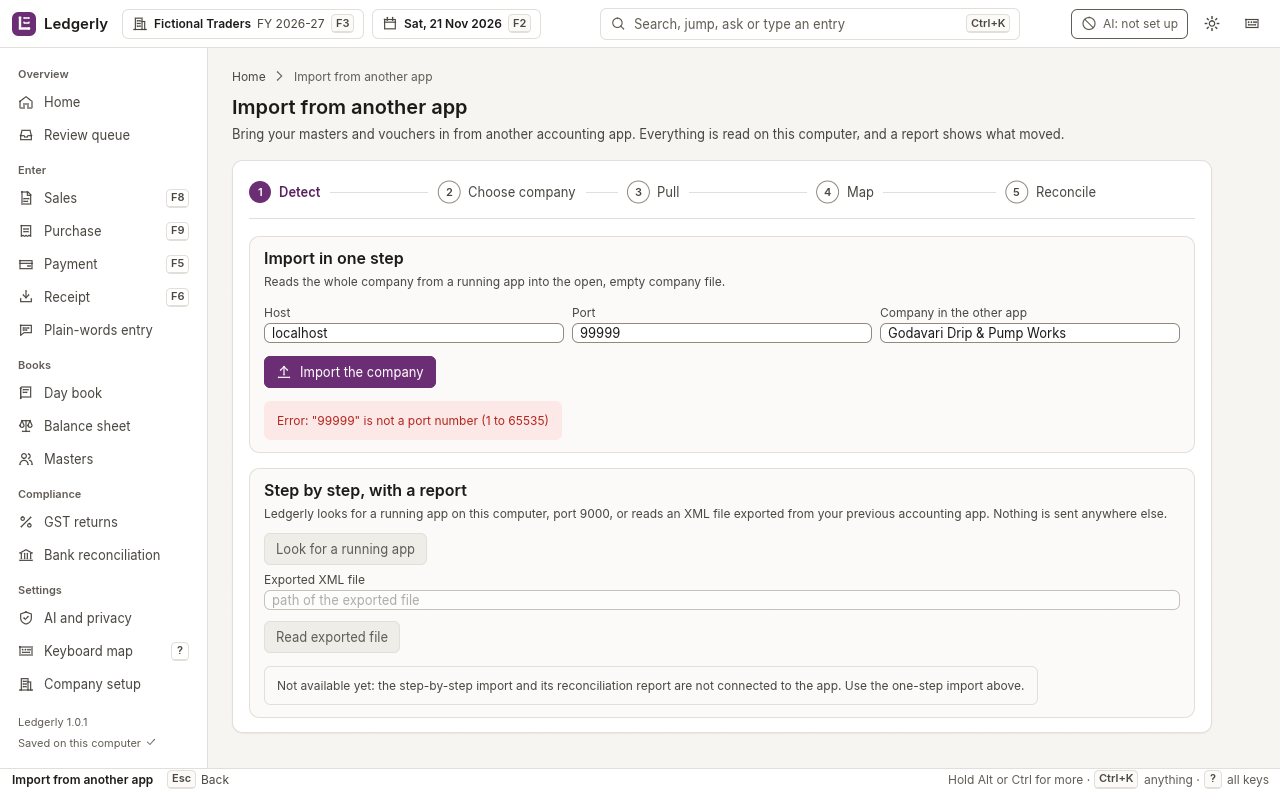 Ledgerly
Fictional Traders FY 2026-27 F3
Sat, 21 Nov 2026 F2
Search, jump, ask or type an entry Ctrl+K
AI: not set up
Overview
Home
Review queue
Enter
Sales F8
Purchase F9
Payment F5
Receipt F6
Plain-words entry
Books
Day book
Balance sheet
Masters
Compliance
GST returns
Bank reconciliation
Settings
AI and privacy
Keyboard map ?
Company setup
Ledgerly 1.0.1
Saved on this computer
Home Import from another app
Import from another app
Bring your masters and vouchers in from another accounting app. Everything is read on this computer, and a report shows what moved.
1 Detect 2 Choose company 3 Pull 4 Map 5 Reconcile
Import in one step
Reads the whole company from a running app into the open, empty company file.
Host Port Company in the other app
localhost 99999 Godavari Drip & Pump Works
Import the company
Error: "99999" is not a port number (1 to 65535)
Step by step, with a report
Ledgerly looks for a running app on this computer, port 9000, or reads an XML file exported from your previous accounting app. Nothing is sent anywhere else.
Look for a running app
Exported XML file
path of the exported file
Read exported file
Not available yet: the step-by-step import and its reconciliation report are not connected to the app. Use the one-step import above.
Import from another app Esc Back
Hold Alt or Ctrl for more · Ctrl+K anything · ? all keys